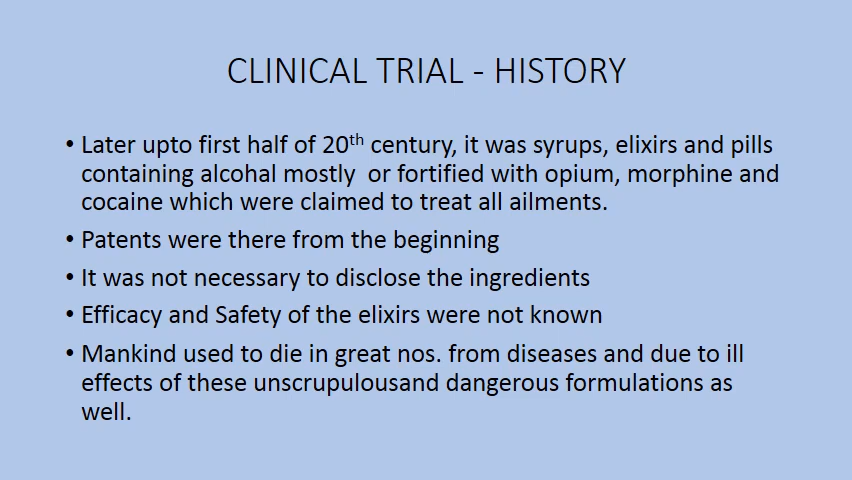 CLINICAL TRIAL - HISTORY
• Later upto first half of 20th century, it was syrups, elixirs and pills
containing alcohal mostly  or fortified with opium, morphine and
cocaine which were claimed to treat all ailments.
• Patents were there from the beginning
• It was not necessary to disclose the ingredients
• Efficacy and Safety of the elixirs were not known
• Mankind used to die in great nos. from diseases and due to ill
effects of these unscrupulousand dangerous formulations as
well.